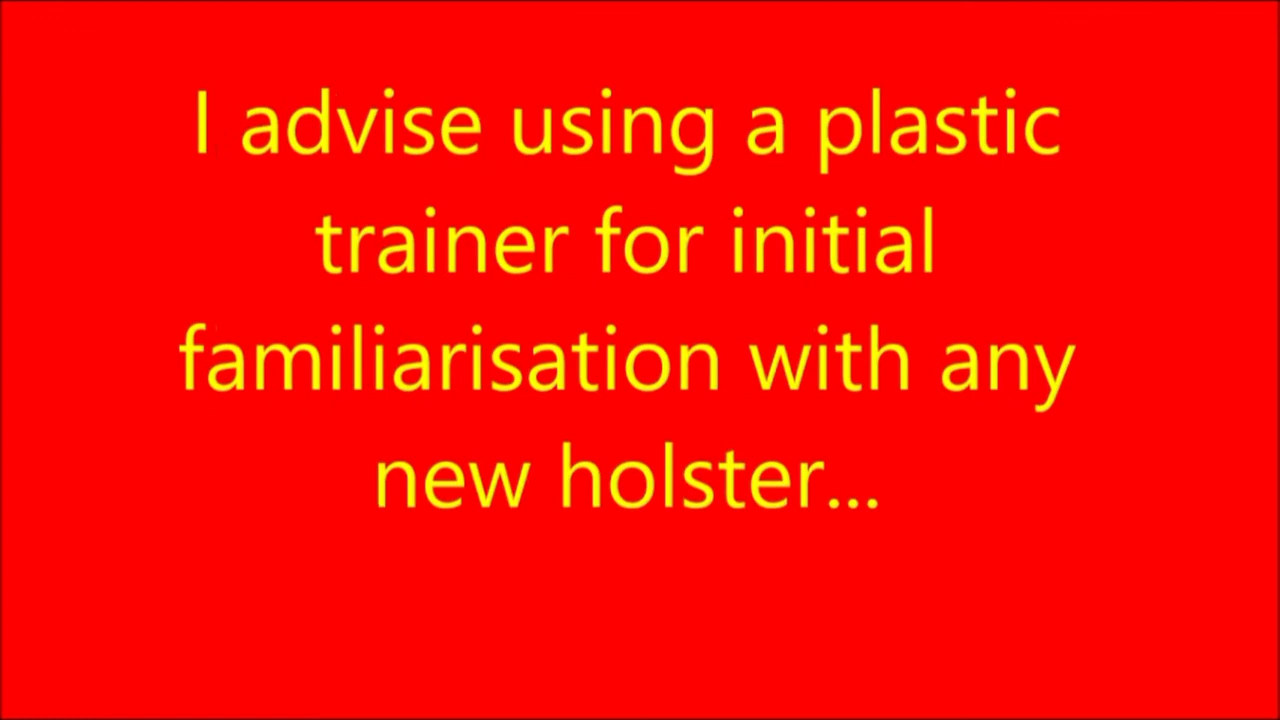 I advise using a plastic
trainer for initial
familiarisation with any
new holster...